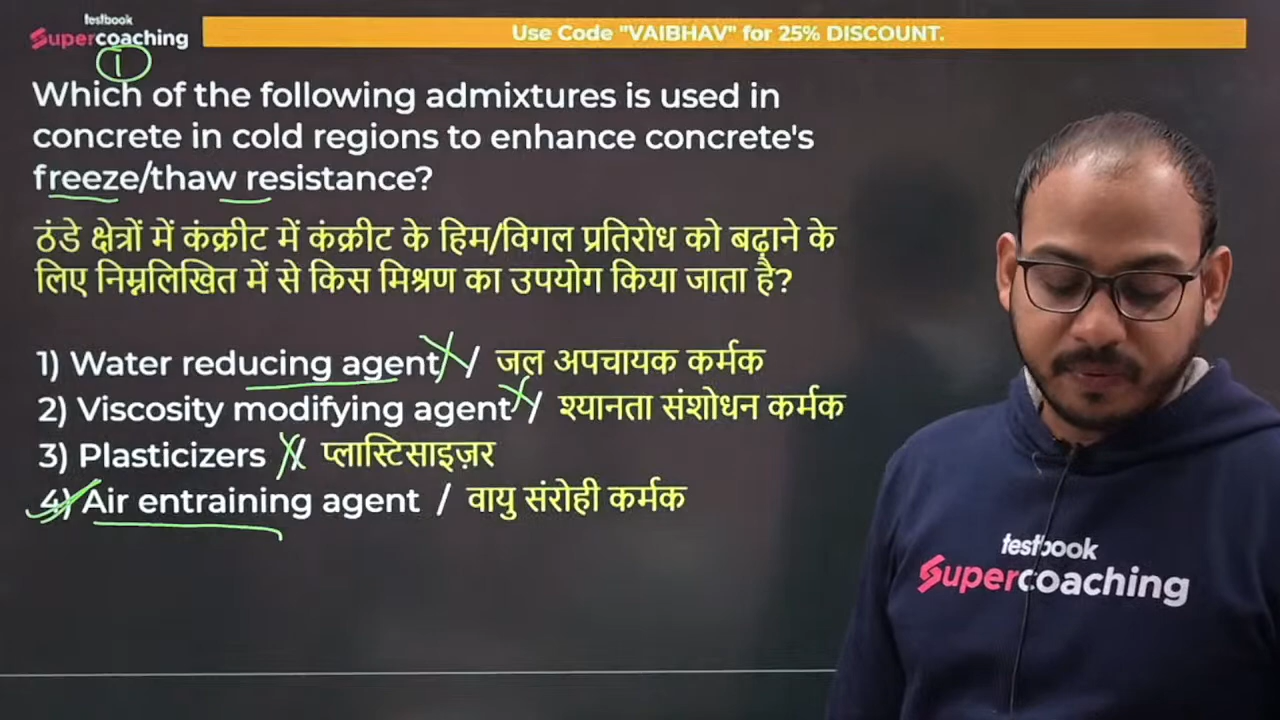 testbook
Supercoaching
Use Code "VAIBHAV" for 25% DISCOUNT.
1
Which of the following admixtures is used in
concrete in cold regions to enhance concrete's
freeze/thaw resistance?
ठंडे क्षेत्रों में कंक्रीट में कंक्रीट के हिम/विगल प्रतिरोध को बढ़ाने के
लिए निम्नलिखित में से किस मिश्रण का उपयोग किया जाता है?
1) Water reducing agent / जल अपचायक कर्मक
2) Viscosity modifying agent / श्यानता संशोधन कर्मक
3) Plasticizers / प्लास्टिसाइज़र
4) Air entraining agent / वायु संरोही कर्मक
testbook
Supercoaching